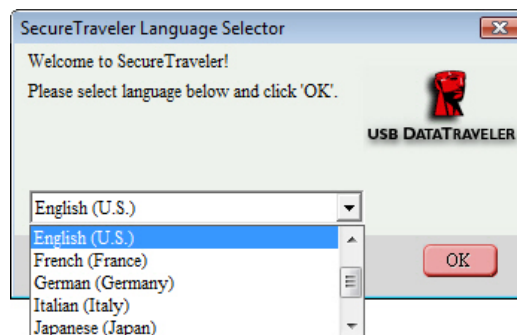 SecureTraveler Language Selector
Welcome to SecureTraveler!
Please select language below and click 'OK'.
USB DATATRAVELER
English (U.S.)
English (U.S.)
French (France)
German (Germany)
OK
Italian (Italy)
Japanese (Japan)